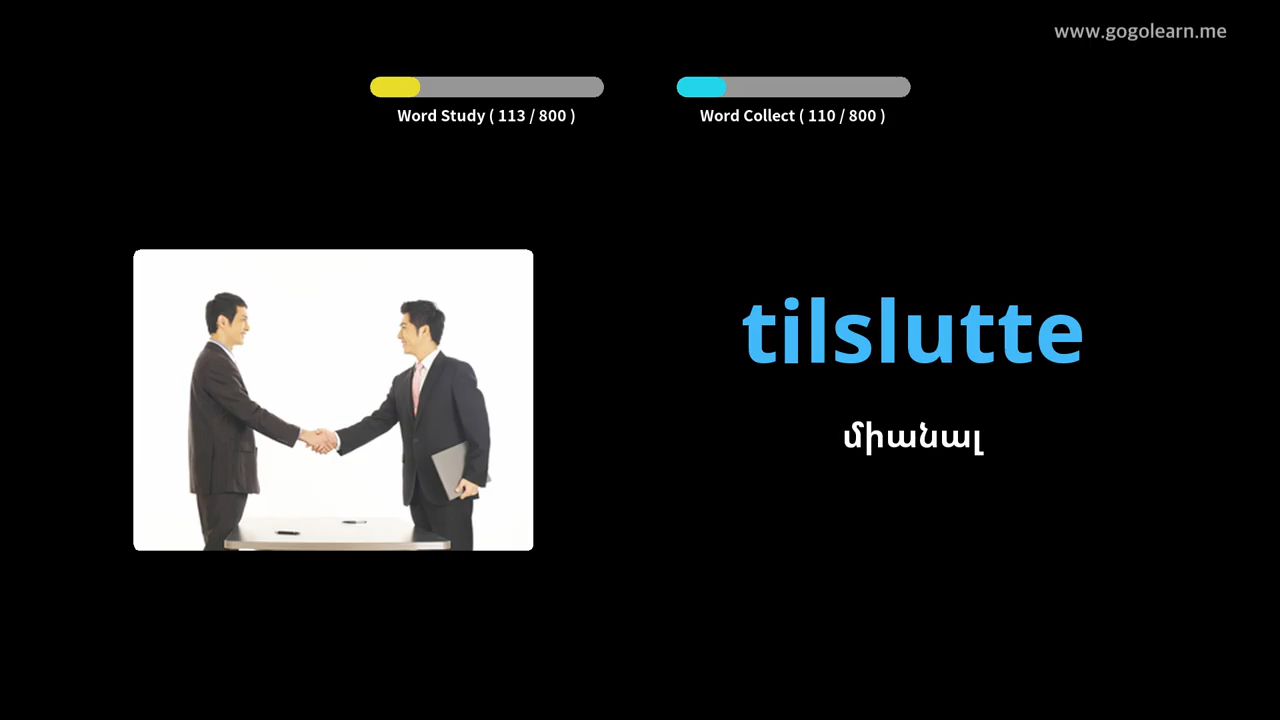 www.gogolearn.me
Word Study ( 113 / 800 )
Word Collect ( 110 / 800 )
tilslutte
միանալ